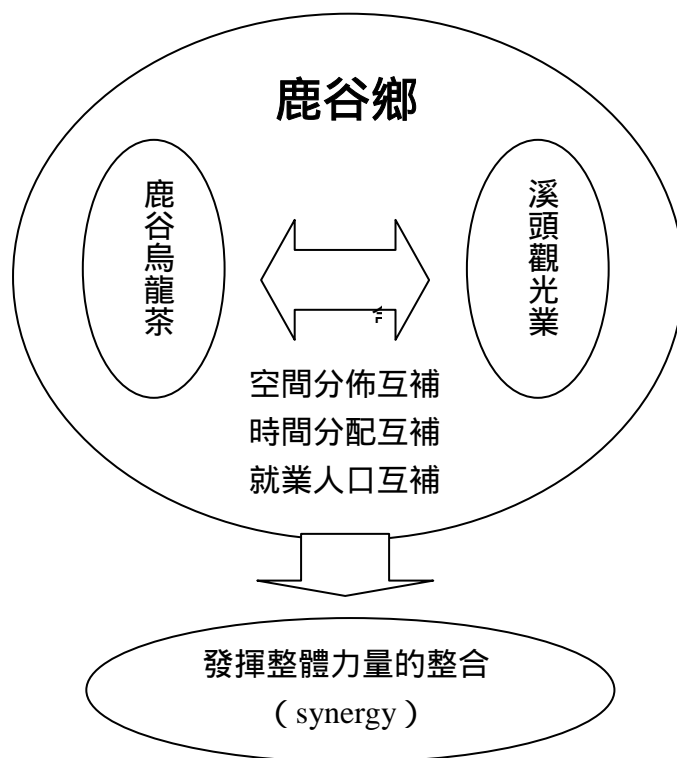 鹿谷鄉
鹿谷烏龍茶
溪頭觀光業
空間分佈互補
時間分配互補
就業人口互補
發揮整體力量的整合
（synergy）